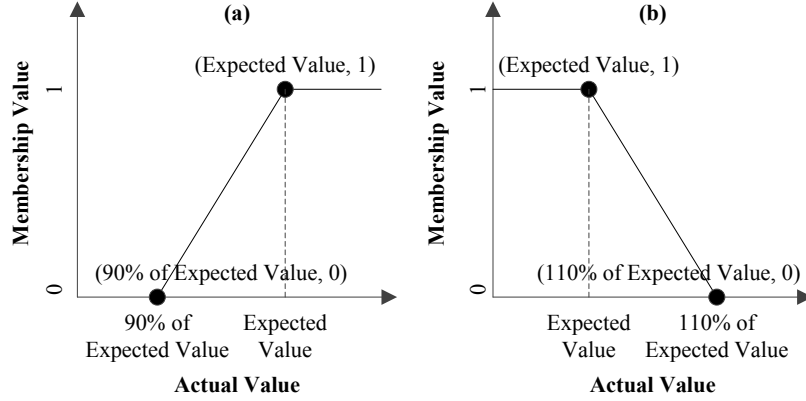 (a)
(Expected Value, 1)
1
Membership Value
(90% of Expected Value, 0)
0
90% of
Expected Value
Expected
Value
Actual Value
(b)
(Expected Value, 1)
1
Membership Value
(110% of Expected Value, 0)
0
Expected
Value
110% of
Expected Value
Actual Value